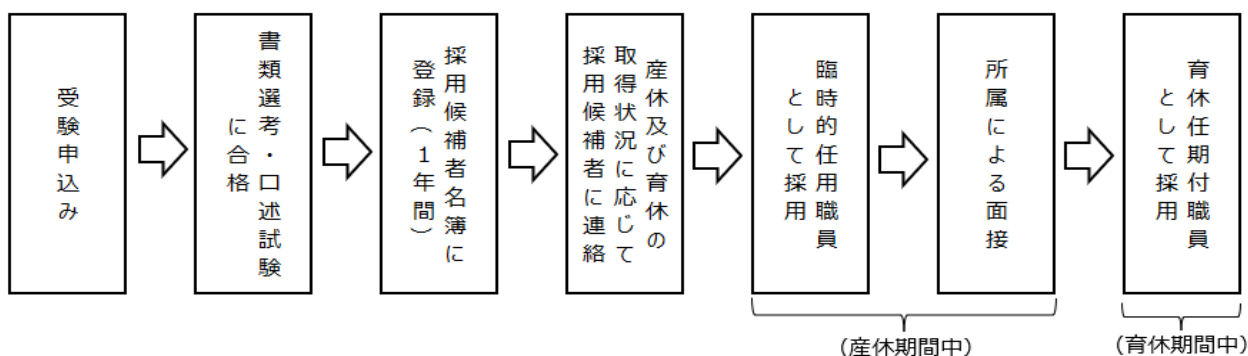 受験申込み
書類選考・口述試験
に合格
採用候補者名簿に
登録（１年間）
産休及び育休の
取得状況に応じて
採用候補者に連絡
臨時的任用職員
として採用
所属による面接
育休任期付職員
として採用
(産休期間中)
(育休期間中)